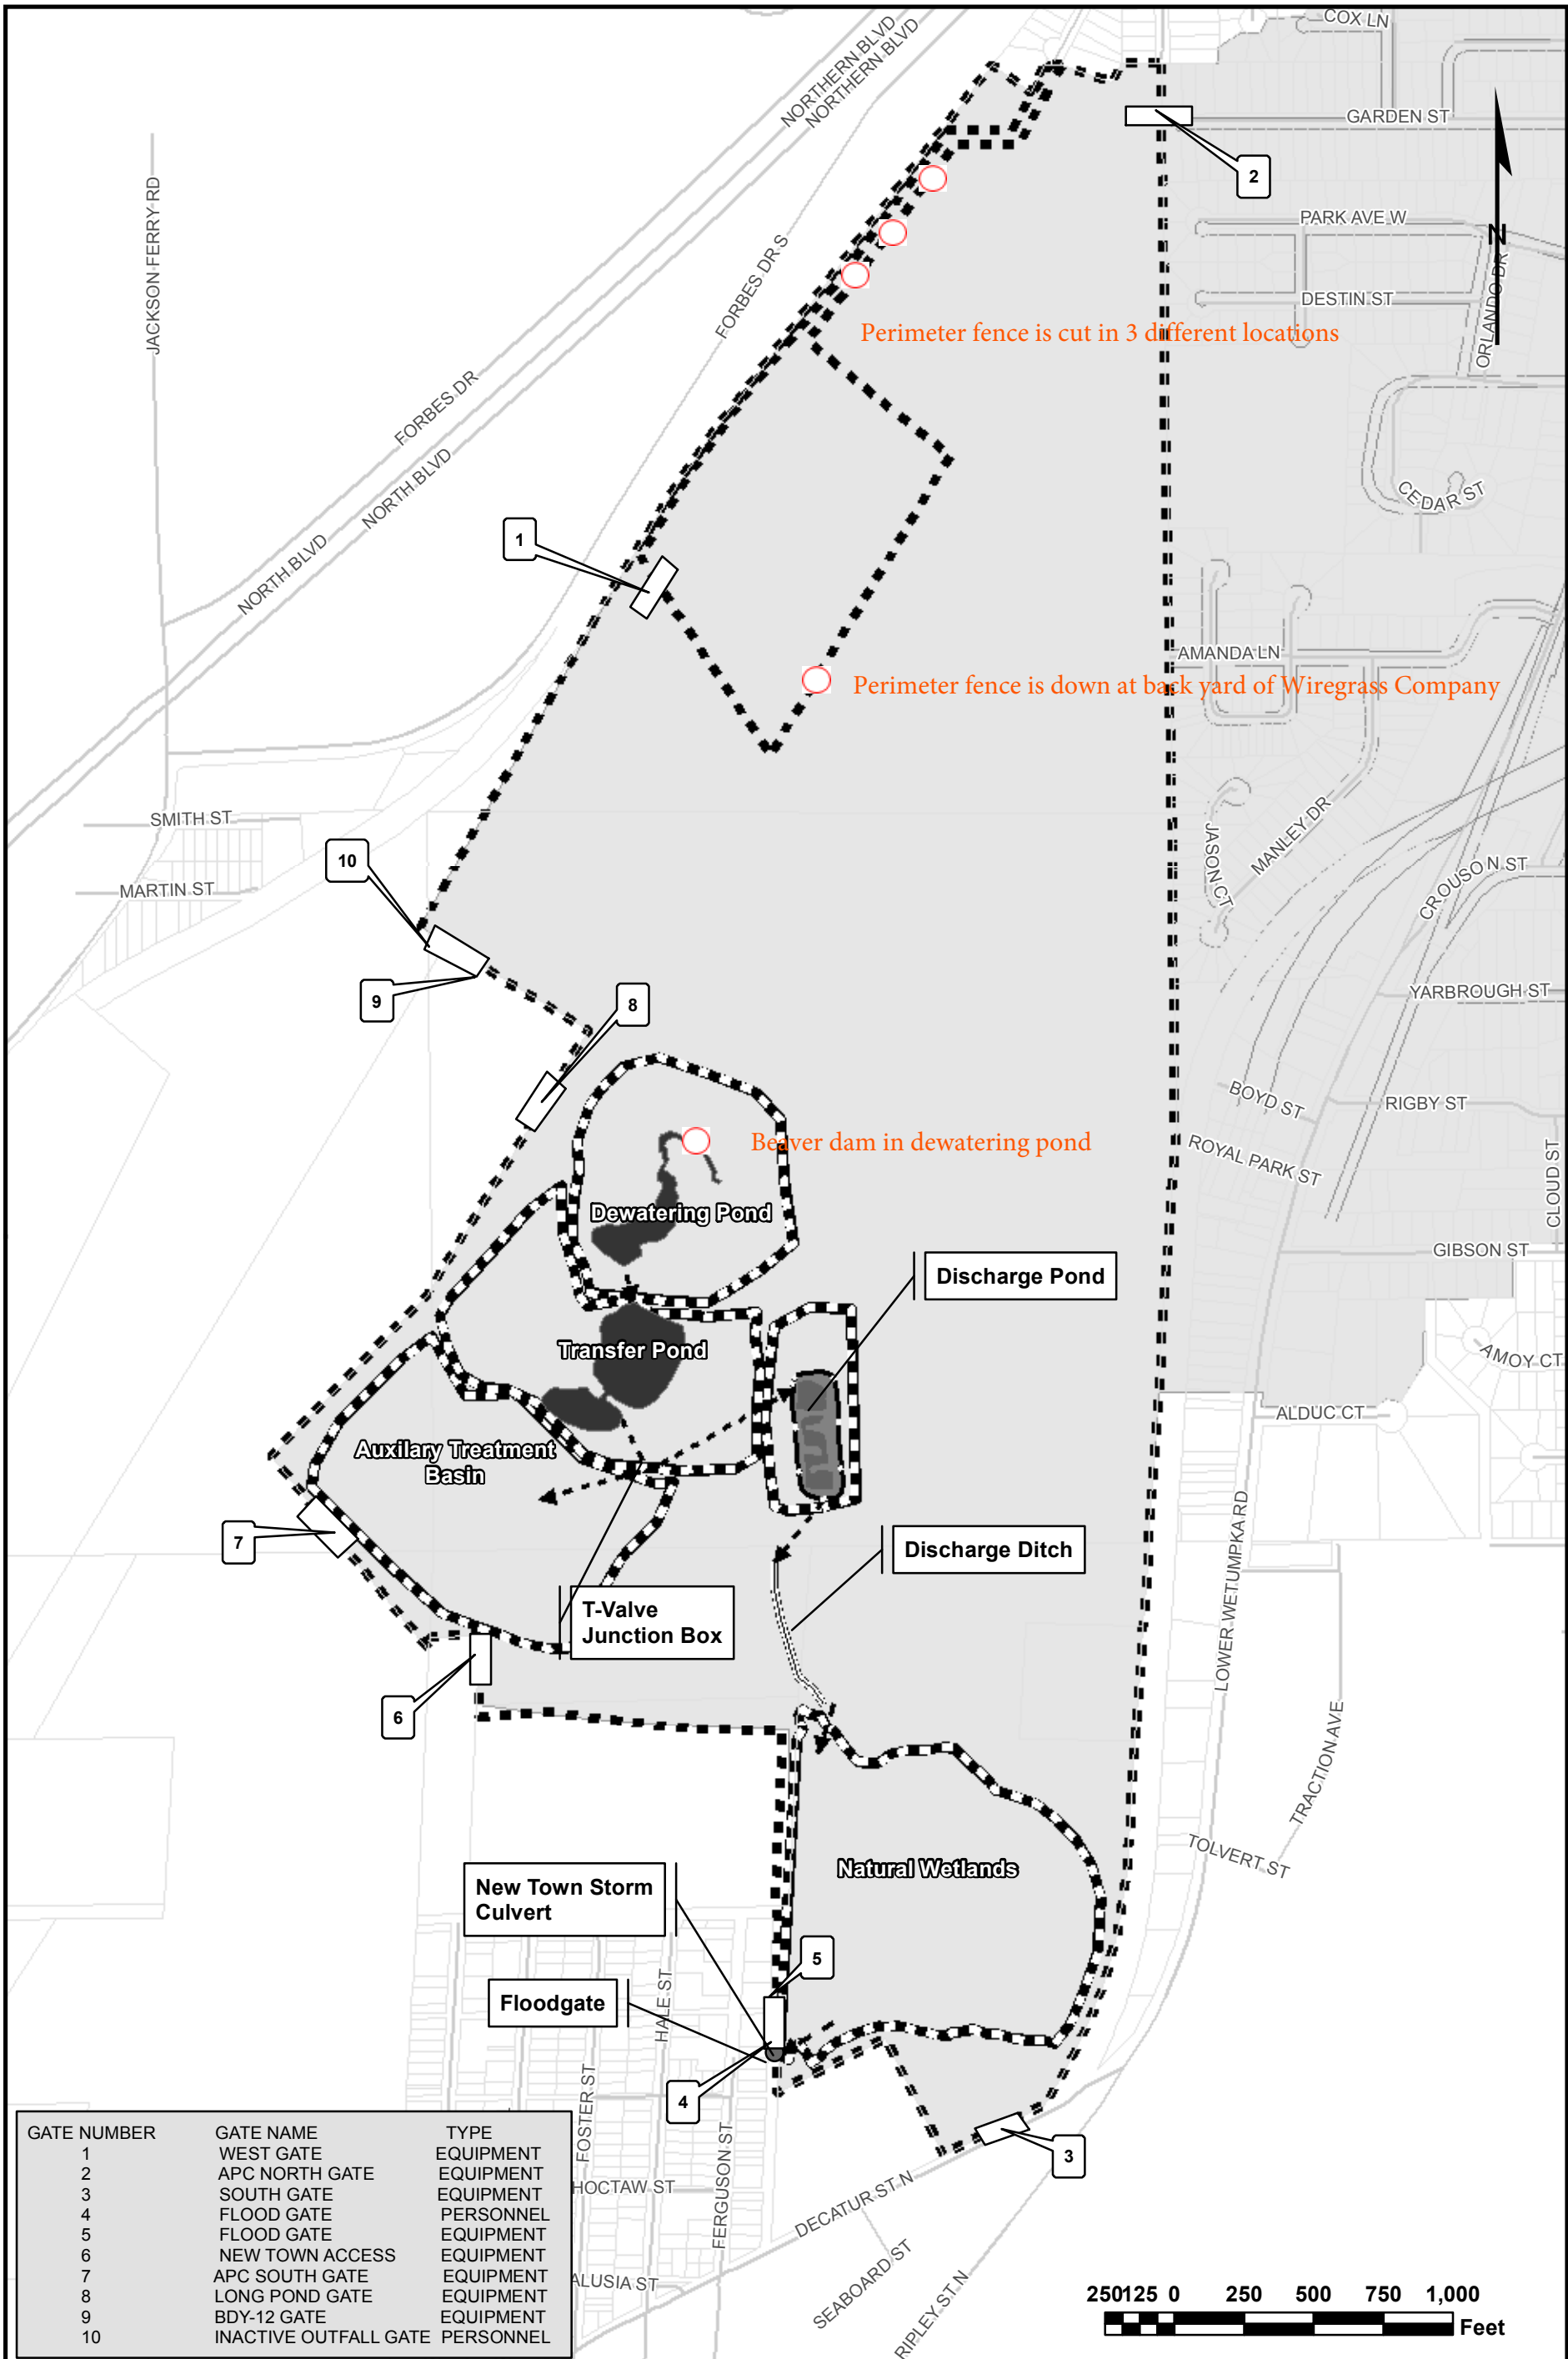 COX LN
NORTHERN BLVD
NORTHERN BLVD
GARDEN ST
2
JACKSON FERRY RD
PARK AVE W
N
FORBES DR S
DESTIN ST
ORLANDO DR
Perimeter fence is cut in 3 different locations
FORBES DR
NORTH BLVD
CEDAR ST
1
NORTH BLVD
AMANDA LN
Perimeter fence is down at back yard of Wiregrass Company
SMITH ST
MANLEY DR
JASON CT
10
MARTIN ST
CROUSON ST
9
8
YARBROUGH ST
BOYD ST
RIGBY ST
Beaver dam in dewatering pond
ROYAL PARK ST
CLOUD ST
Dewatering Pond
GIBSON ST
Discharge Pond
Transfer Pond
AMOY CT
ALDUC CT
Auxilary Treatment
Basin
7
Discharge Ditch
LOWER WETUMPKA RD
T-Valve
Junction Box
6
TRACTION AVE
TOLVERT ST
Natural Wetlands
New Town Storm
Culvert
5
Floodgate
HALE ST
4
FOSTER ST
3
FERGUSON ST
HOCTAW ST
DECATUR ST N
SEABOARD ST
ALUSIA ST
RIPLEY ST N
GATE NUMBER GATE NAME TYPE
1 WEST GATE EQUIPMENT
2 APC NORTH GATE EQUIPMENT
3 SOUTH GATE EQUIPMENT
4 FLOOD GATE PERSONNEL
5 FLOOD GATE EQUIPMENT
6 NEW TOWN ACCESS EQUIPMENT
7 APC SOUTH GATE EQUIPMENT
8 LONG POND GATE EQUIPMENT
9 BDY-12 GATE EQUIPMENT
10 INACTIVE OUTFALL GATE PERSONNEL
250 125 0 250 500 750 1,000
Feet